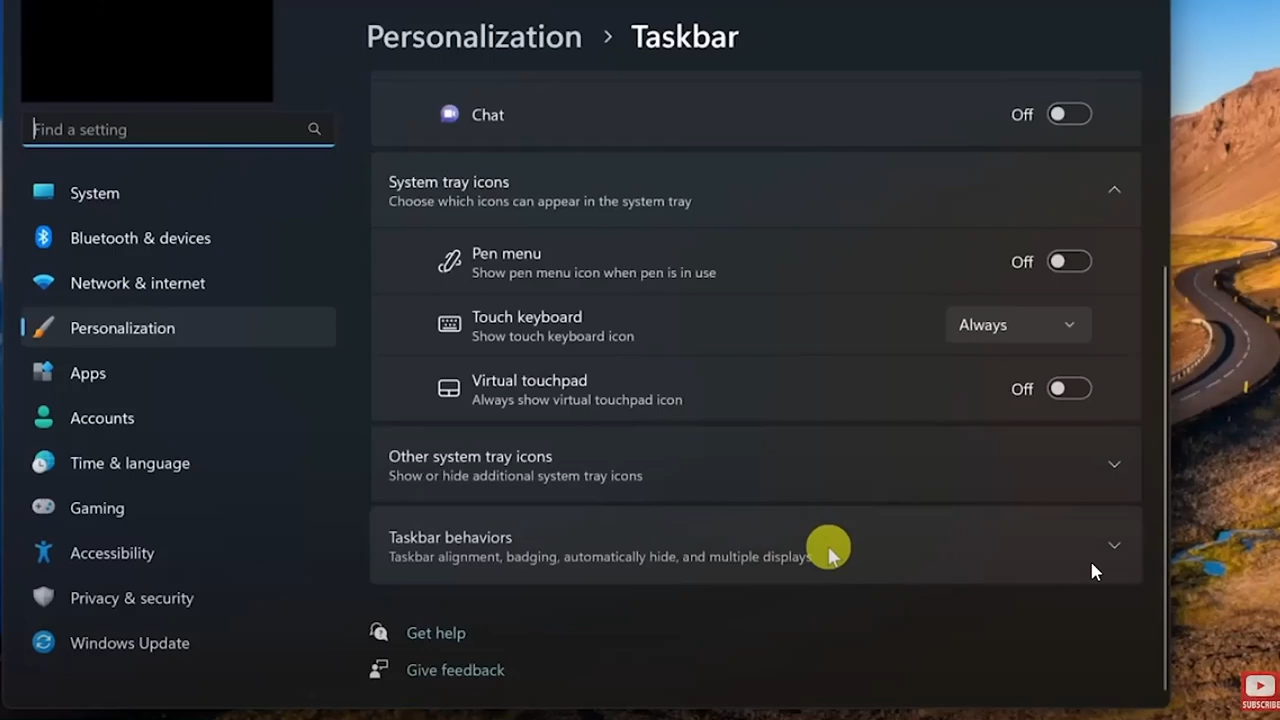 Personalization > Taskbar
Find a setting
System
Bluetooth & devices
Network & internet
Personalization
Apps
Accounts
Time & language
Gaming
Accessibility
Privacy & security
Windows Update
Chat
Off
System tray icons
Choose which icons can appear in the system tray
Pen menu
Show pen menu icon when pen is in use
Off
Touch keyboard
Show touch keyboard icon
Always
Virtual touchpad
Always show virtual touchpad icon
Off
Other system tray icons
Show or hide additional system tray icons
Taskbar behaviors
Taskbar alignment, badging, automatically hide, and multiple displays
Get help
Give feedback
SUBSCRIBE